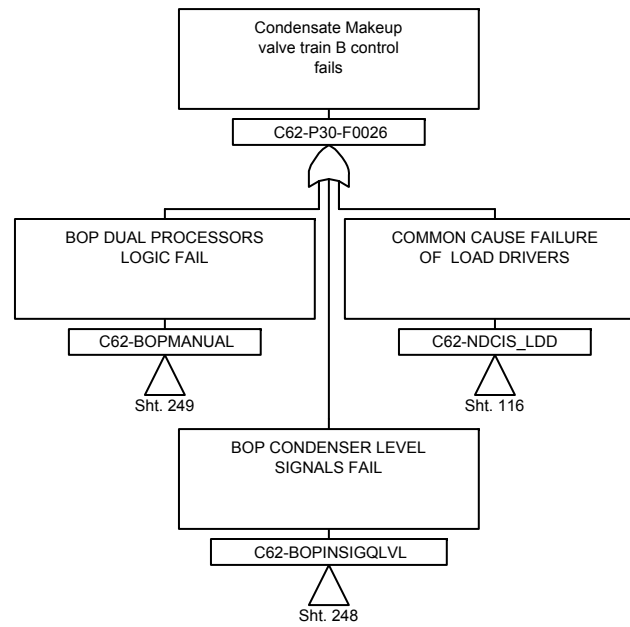 Condensate Makeup
valve train B control
fails
C62-P30-F0026
BOP DUAL PROCESSORS
LOGIC FAIL
C62-BOPMANUAL
Sht. 249
COMMON CAUSE FAILURE
OF LOAD DRIVERS
C62-NDCIS_LDD
Sht. 116
BOP CONDENSER LEVEL
SIGNALS FAIL
C62-BOPINSIGQLVL
Sht. 248